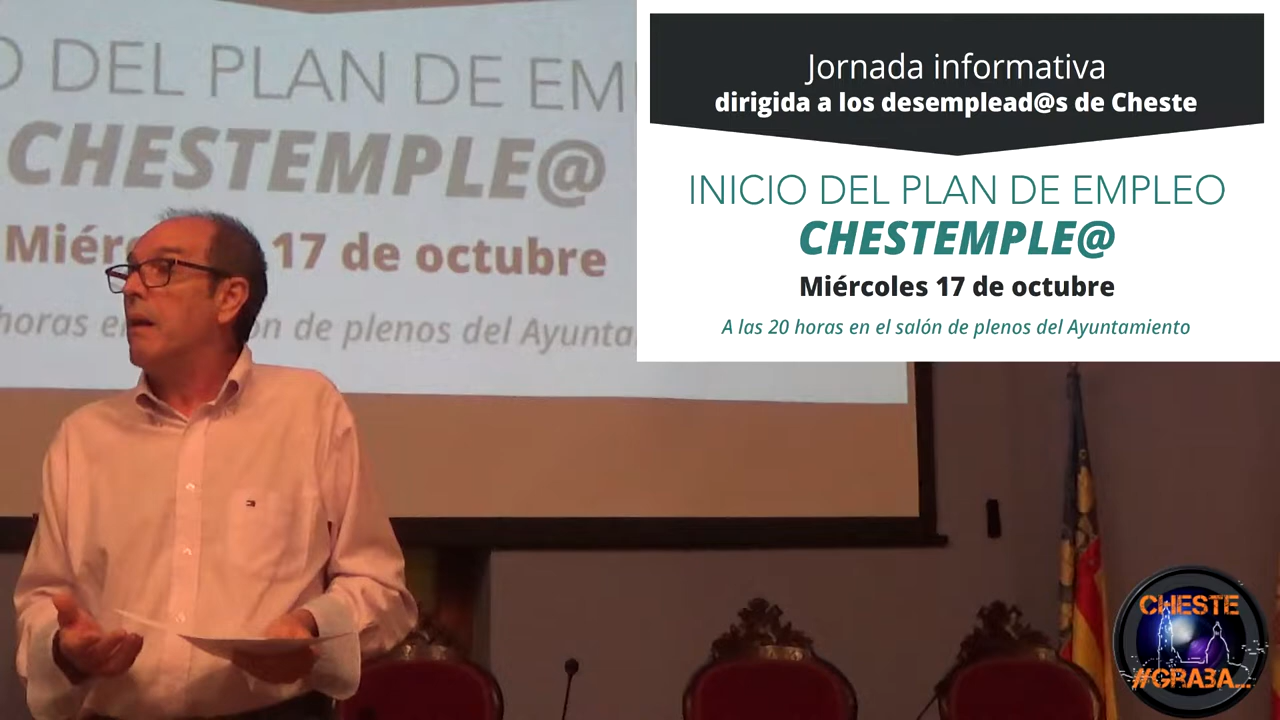 O DEL PLAN DE EM
CHESTEMPLE@
Miér 17 de octubre
horas e ón de plenos del Ayunta
Jornada informativa
dirigida a los desemplead@s de Cheste
INICIO DEL PLAN DE EMPLEO
CHESTEMPLE@
Miércoles 17 de octubre
A las 20 horas en el salón de plenos del Ayuntamiento
CHESTE
#GRABA...